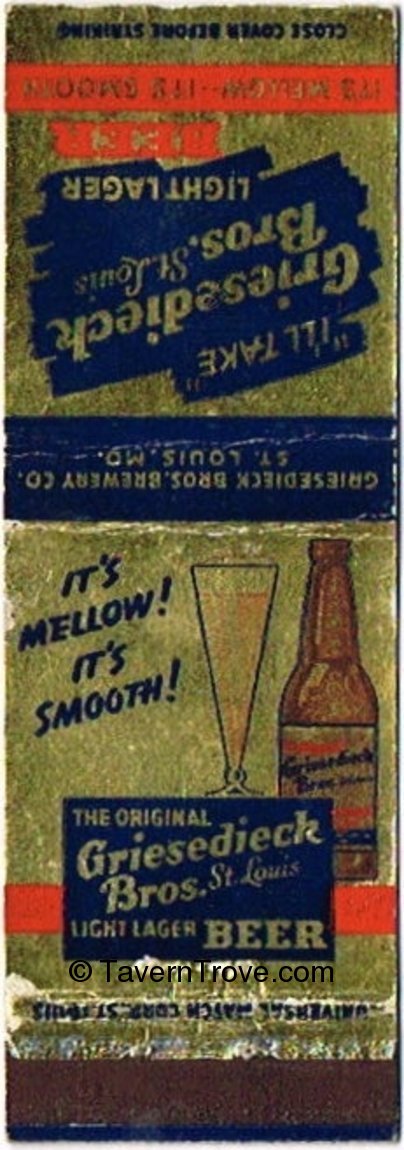 CLOSE COVER BEFORE STRIKING
IT'S MELLOW - IT'S SMOOTH
"I'LL TAKE"
Griesedieck
Bros. St. Louis
LIGHT LAGER
BEER
GRIESEDIECK BROS. BREWERY CO.
ST. LOUIS, MO.
IT'S
MELLOW!
IT'S
SMOOTH!
Griesedieck
Bros.
THE ORIGINAL
Griesedieck
Bros. St. Louis
LIGHT LAGER BEER
© TavernTrove.com
UNIVERSAL MATCH CORP. ST. LOUIS